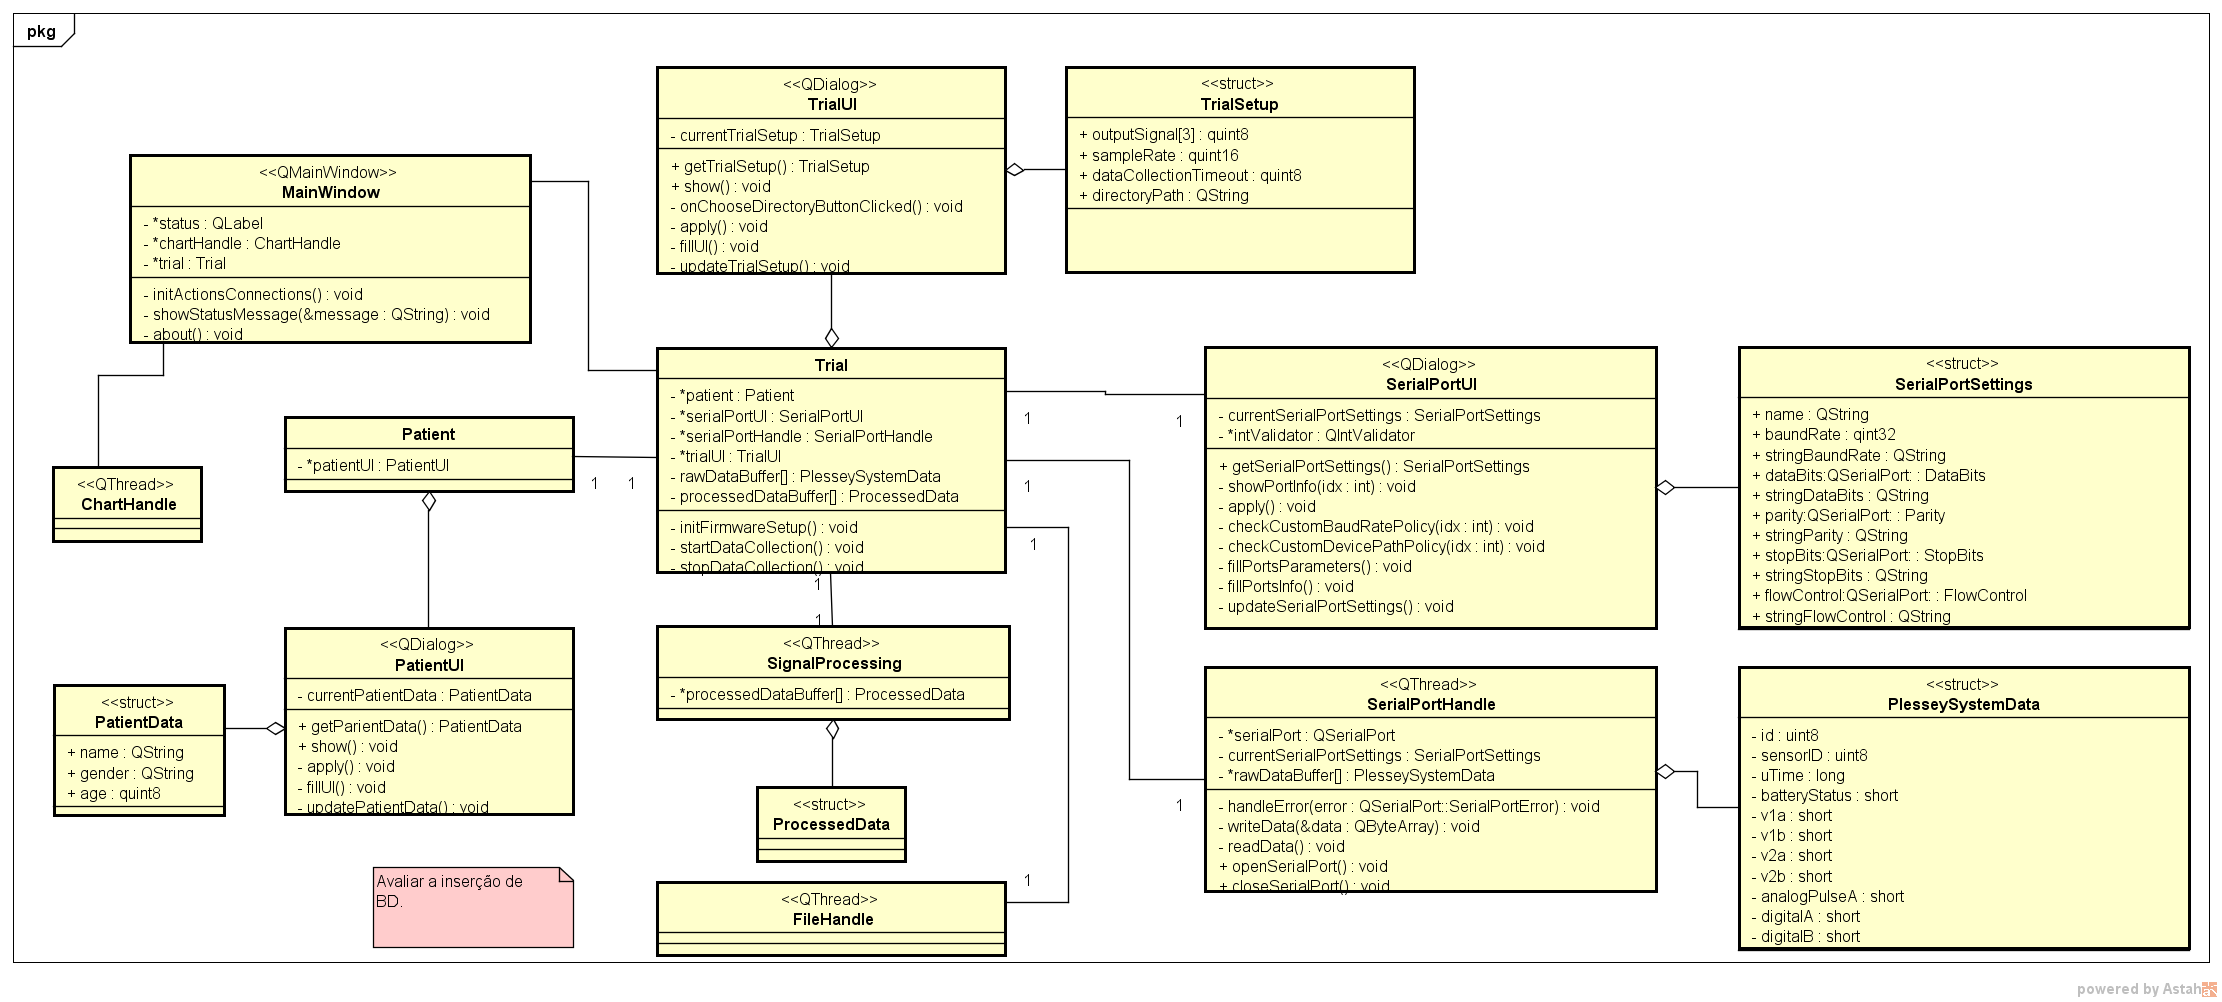 pkg
<<QDialog>>
TrialUI
- currentTrialSetup : TrialSetup
+ getTrialSetup() : TrialSetup
+ show() : void
- onChooseDirectoryButtonClicked() : void
- apply() : void
- fillUI() : void
- updateTrialSetup() : void
<<struct>>
TrialSetup
+ outputSignal[3] : quint8
+ sampleRate : quint16
+ dataCollectionTimeout : quint8
+ directoryPath : QString
<<QMainWindow>>
MainWindow
- *status : QLabel
- *chartHandle : ChartHandle
- *trial : Trial
- initActionsConnections() : void
- showStatusMessage(&message : QString) : void
- about() : void
Trial
- *patient : Patient
- *serialPortUI : SerialPortUI
- *serialPortHandle : SerialPortHandle
- *trialUI : TrialUI
- rawDataBuffer[] : PlesseySystemData
- processedDataBuffer[] : ProcessedData
- initFirmwareSetup() : void
- startDataCollection() : void
- stopDataCollection() : void
<<QDialog>>
SerialPortUI
- currentSerialPortSettings : SerialPortSettings
- *intValidator : QIntValidator
+ getSerialPortSettings() : SerialPortSettings
- showPortInfo(idx : int) : void
- apply() : void
- checkCustomBaudRatePolicy(idx : int) : void
- checkCustomDevicePathPolicy(idx : int) : void
- fillPortsParameters() : void
- fillPortsInfo() : void
- updateSerialPortSettings() : void
<<struct>>
SerialPortSettings
+ name : QString
+ baundRate : qint32
+ stringBaundRate : QString
+ dataBits:QSerialPort: : DataBits
+ stringDataBits : QString
+ parity:QSerialPort: : Parity
+ stringParity : QString
+ stopBits:QSerialPort: : StopBits
+ stringStopBits : QString
+ flowControl:QSerialPort: : FlowControl
+ stringFlowControl : QString
Patient
- *patientUI : PatientUI
<<QThread>>
ChartHandle
1
1
1
1
1
1
1
1
1
1
<<QDialog>>
PatientUI
- currentPatientData : PatientData
+ getParientData() : PatientData
+ show() : void
- apply() : void
- fillUI() : void
- updatePatientData() : void
<<struct>>
PatientData
+ name : QString
+ gender : QString
+ age : quint8
<<QThread>>
SignalProcessing
- *processedDataBuffer[] : ProcessedData
<<struct>>
ProcessedData
<<QThread>>
FileHandle
<<QThread>>
SerialPortHandle
- *serialPort : QSerialPort
- currentSerialPortSettings : SerialPortSettings
- *rawDataBuffer[] : PlesseySystemData
- handleError(error : QSerialPort::SerialPortError) : void
- writeData(&data : QByteArray) : void
- readData() : void
+ openSerialPort() : void
+ closeSerialPort() : void
<<struct>>
PlesseySystemData
- id : uint8
- sensorID : uint8
- uTime : long
- batteryStatus : short
- v1a : short
- v1b : short
- v2a : short
- v2b : short
- analogPulseA : short
- digitalA : short
- digitalB : short
Avaliar a inserção de
BD.
powered by Astah